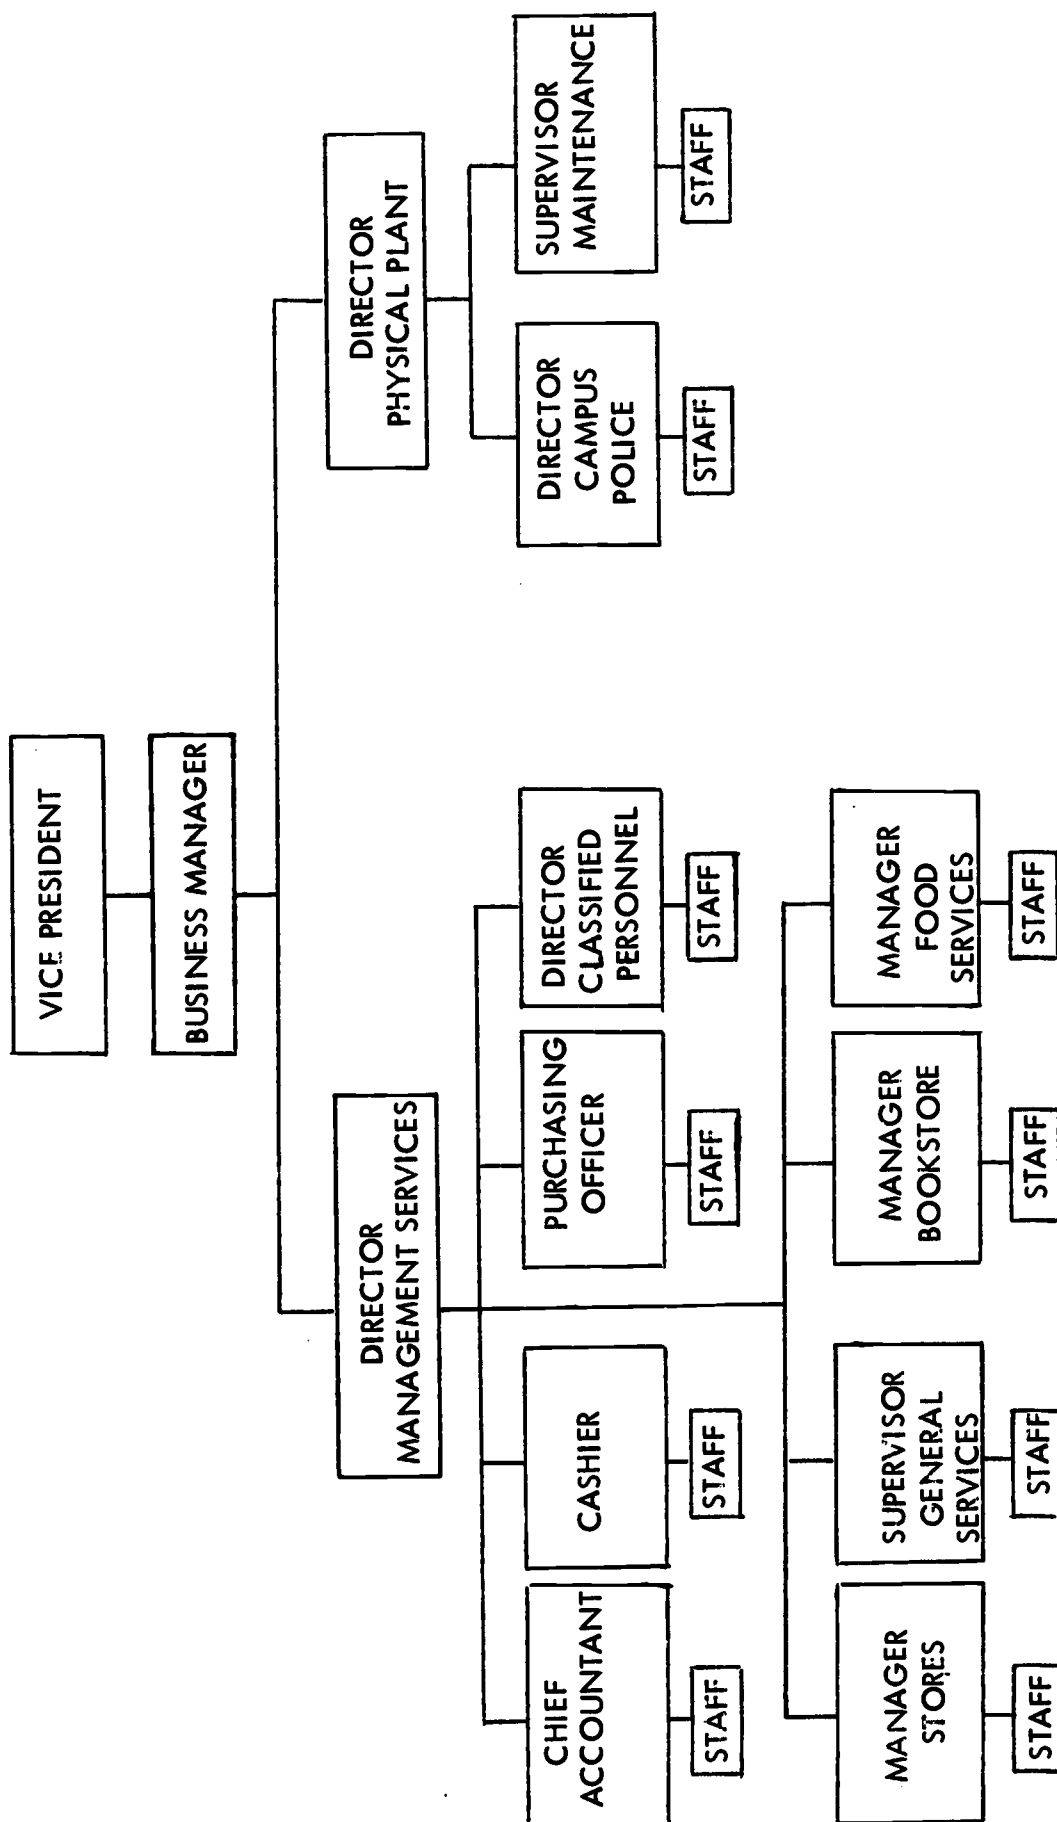 VICE PRESIDENT
BUSINESS MANAGER
DIRECTOR
MANAGEMENT SERVICES
DIRECTOR
PHYSICAL PLANT
CHIEF
ACCOUNTANT
CASHIER
PURCHASING
OFFICER
DIRECTOR
CLASSIFIED
PERSONNEL
DIRECTOR
CAMPUS
POLICE
SUPERVISOR
MAINTENANCE
STAFF
STAFF
STAFF
STAFF
STAFF
STAFF
MANAGER
STORES
SUPERVISOR
GENERAL
SERVICES
MANAGER
BOOKSTORE
MANAGER
FOOD
SERVICES
STAFF
STAFF
STAFF
STAFF